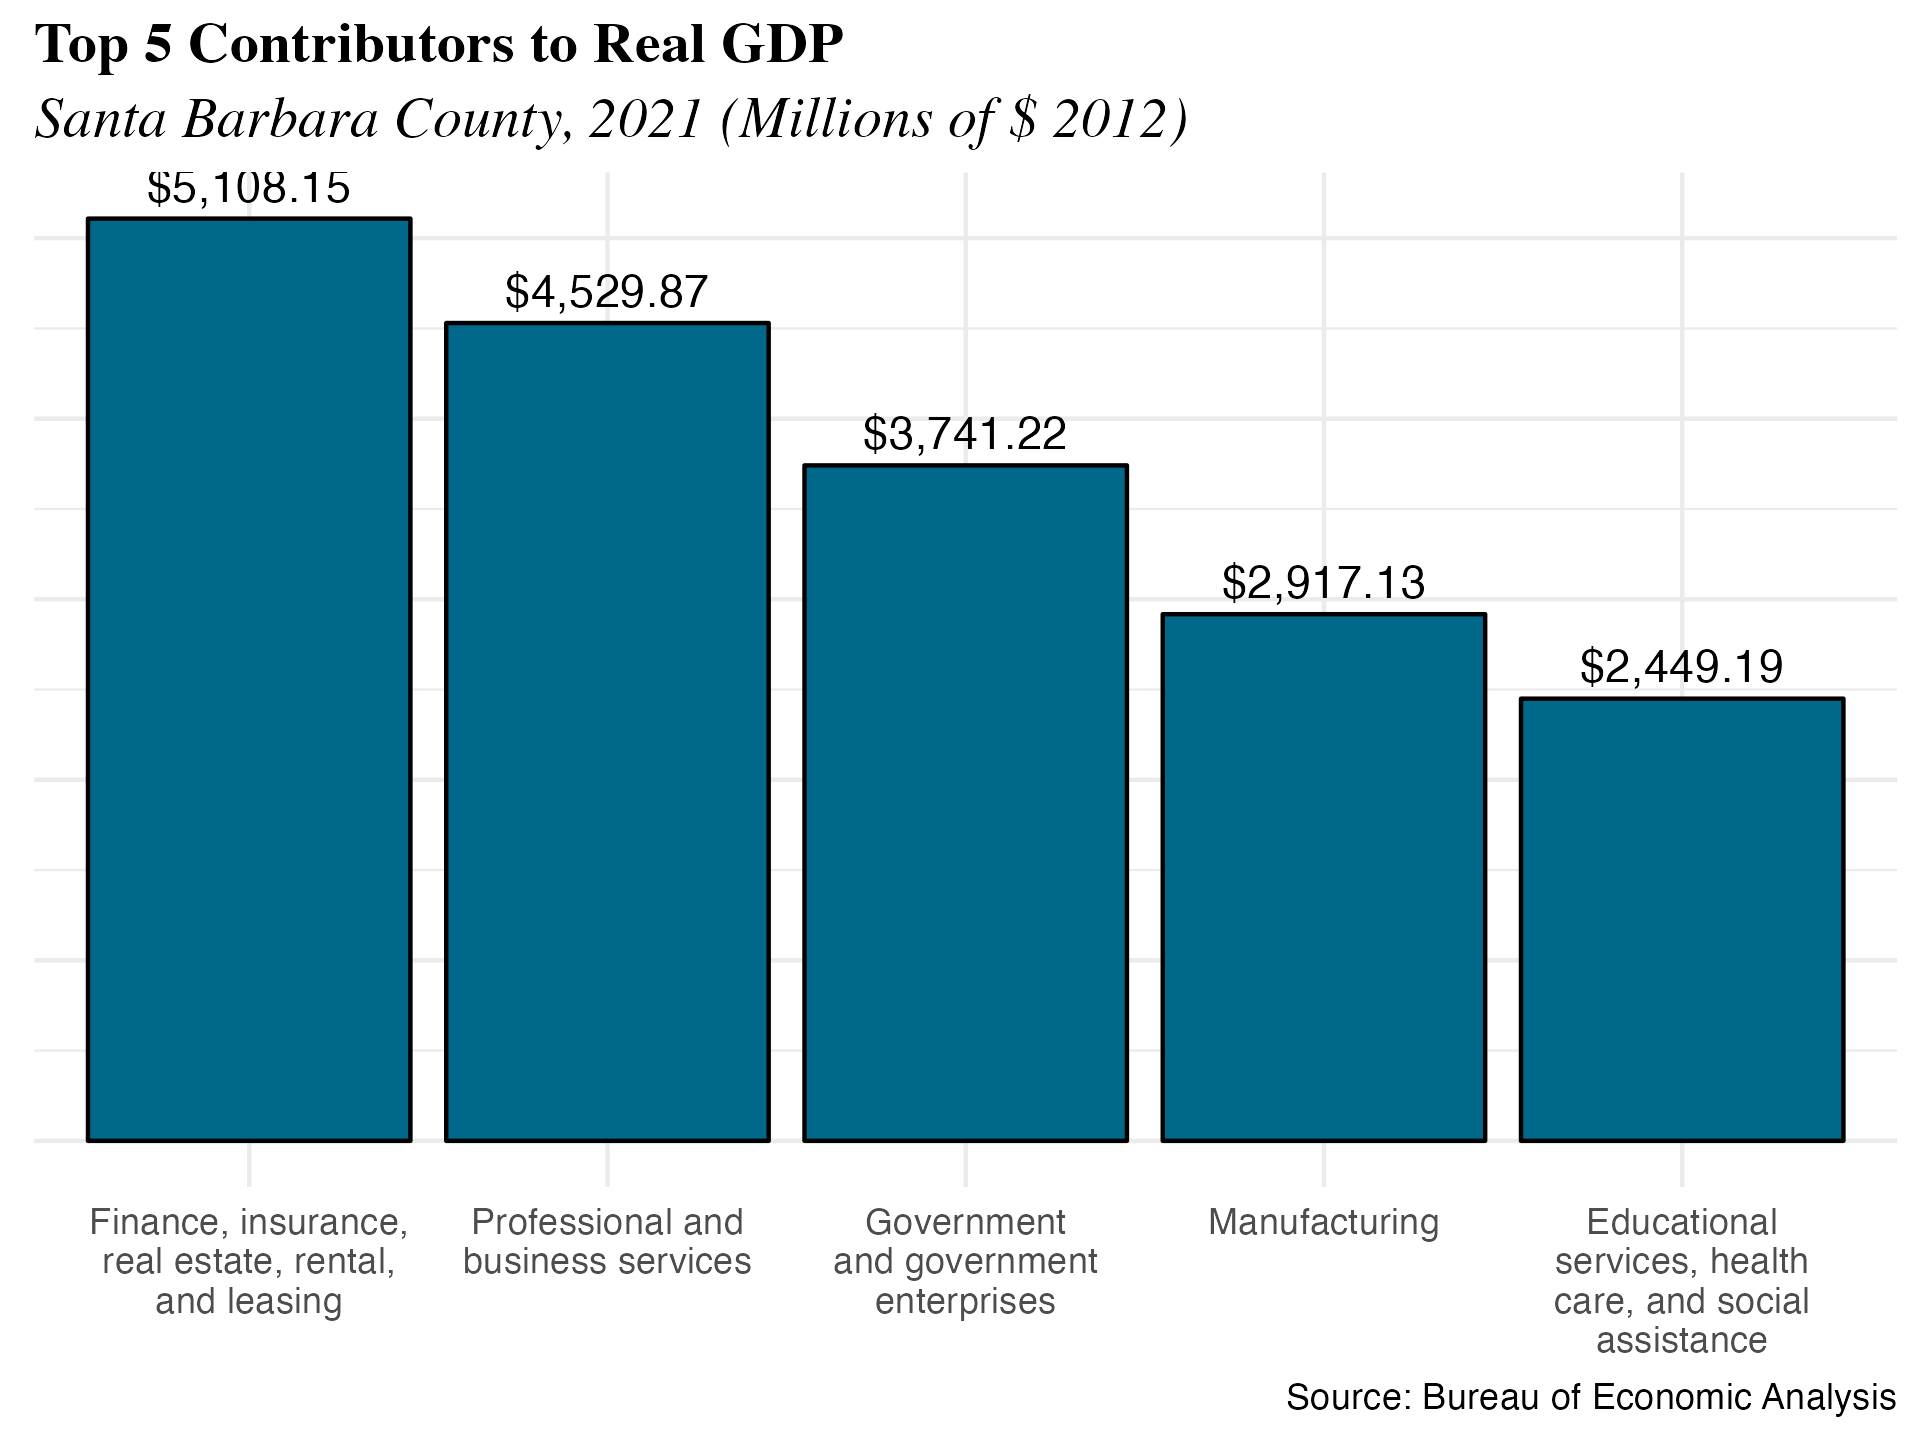 Top 5 Contributors to Real GDP
Santa Barbara County, 2021 (Millions of $ 2012)
$5,108.15
$4,529.87
$3,741.22
$2,917.13
$2,449.19
Finance, insurance,
real estate, rental,
and leasing
Professional and
business services
Government
and government
enterprises
Manufacturing
Educational
services, health
care, and social
assistance
Source: Bureau of Economic Analysis